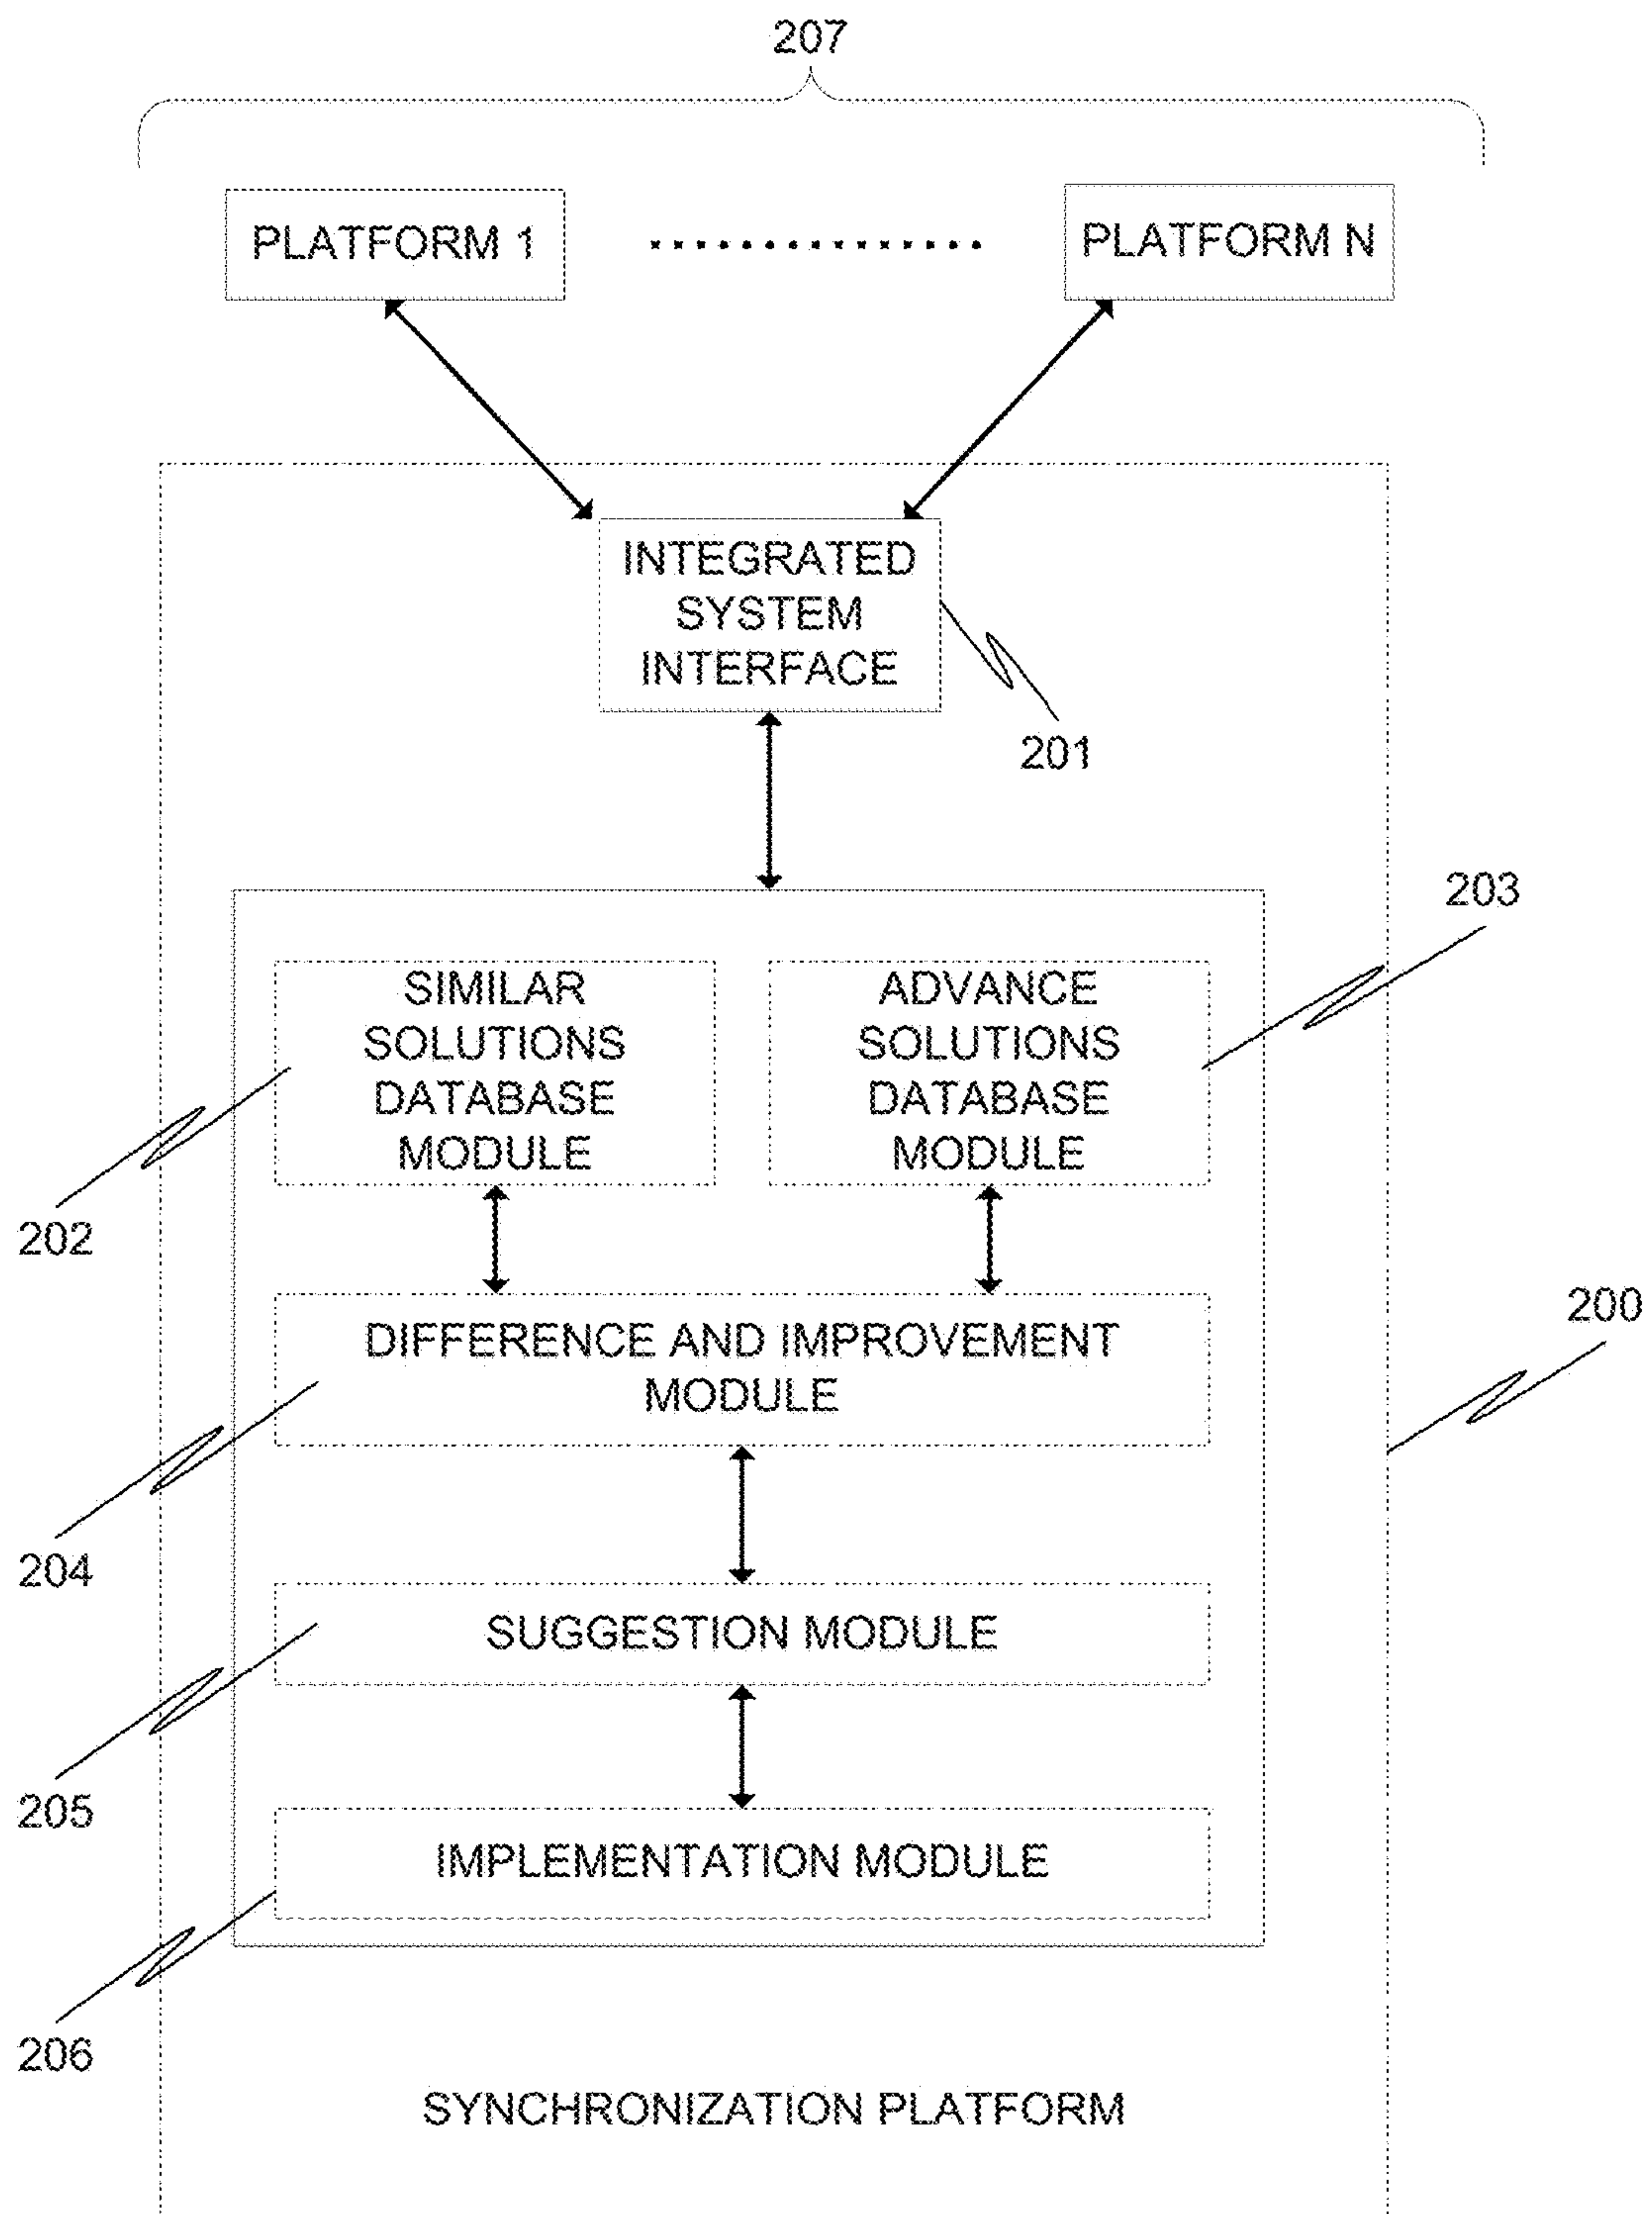 207
PLATFORM 1
PLATFORM N
INTEGRATED
SYSTEM
INTERFACE
201
203
SIMILAR
SOLUTIONS
DATABASE
MODULE
ADVANCE
SOLUTIONS
DATABASE
MODULE
202
200
DIFFERENCE AND IMPROVEMENT
MODULE
204
SUGGESTION MODULE
205
IMPLEMENTATION MODULE
206
SYNCHRONIZATION PLATFORM